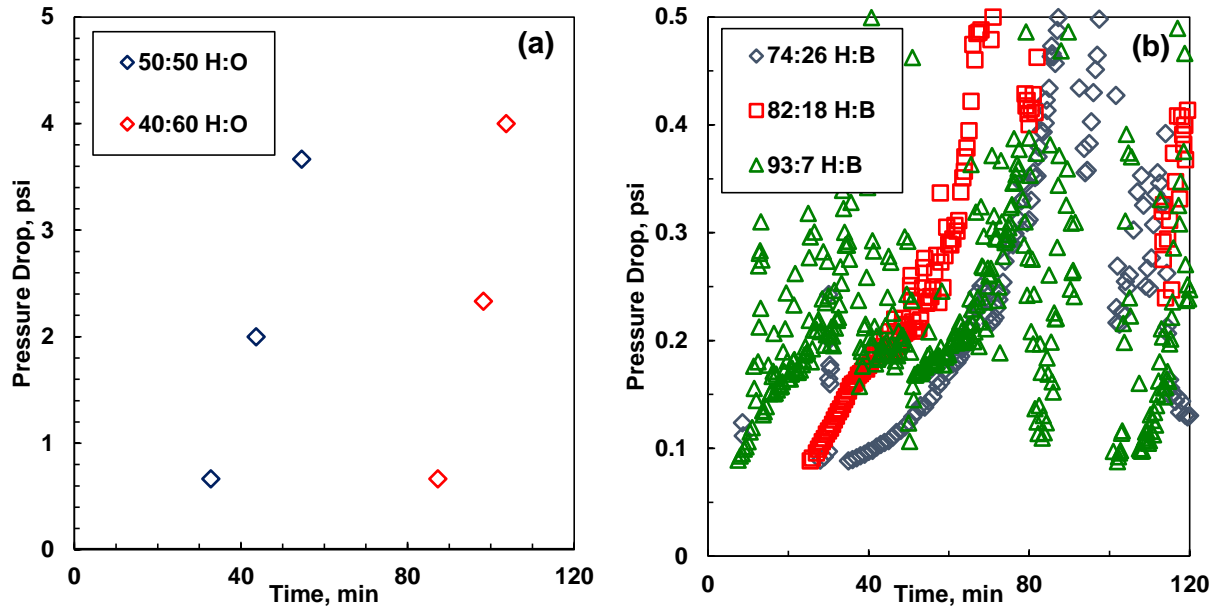 (a)
50:50 H:O
40:60 H:O
Pressure Drop, psi
5
4
3
2
1
0
0 40 80 120
Time, min
(b)
74:26 H:B
82:18 H:B
93:7 H:B
Pressure Drop, psi
0.5
0.4
0.3
0.2
0.1
0
0 40 80 120
Time, min